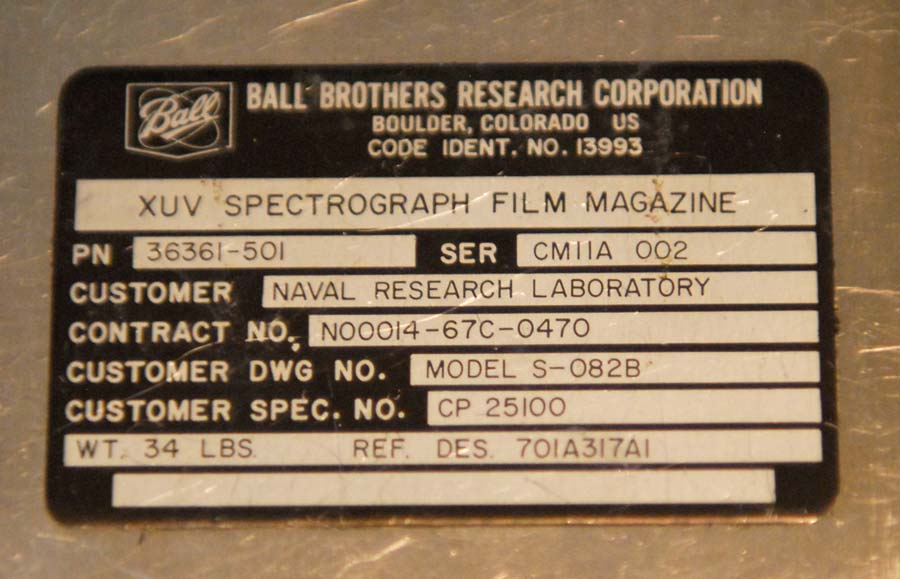 Ball
BALL BROTHERS RESEARCH CORPORATION
BOULDER, COLORADO US
CODE IDENT. NO. 13993
XUV SPECTROGRAPH FILM MAGAZINE
PN 36361-501 SER CM11A 002
CUSTOMER NAVAL RESEARCH LABORATORY
CONTRACT NO. N00014-67C-0470
CUSTOMER DWG NO. MODEL S-082B
CUSTOMER SPEC. NO. CP 25100
WT. 34 LBS. REF. DES. 701A317A1